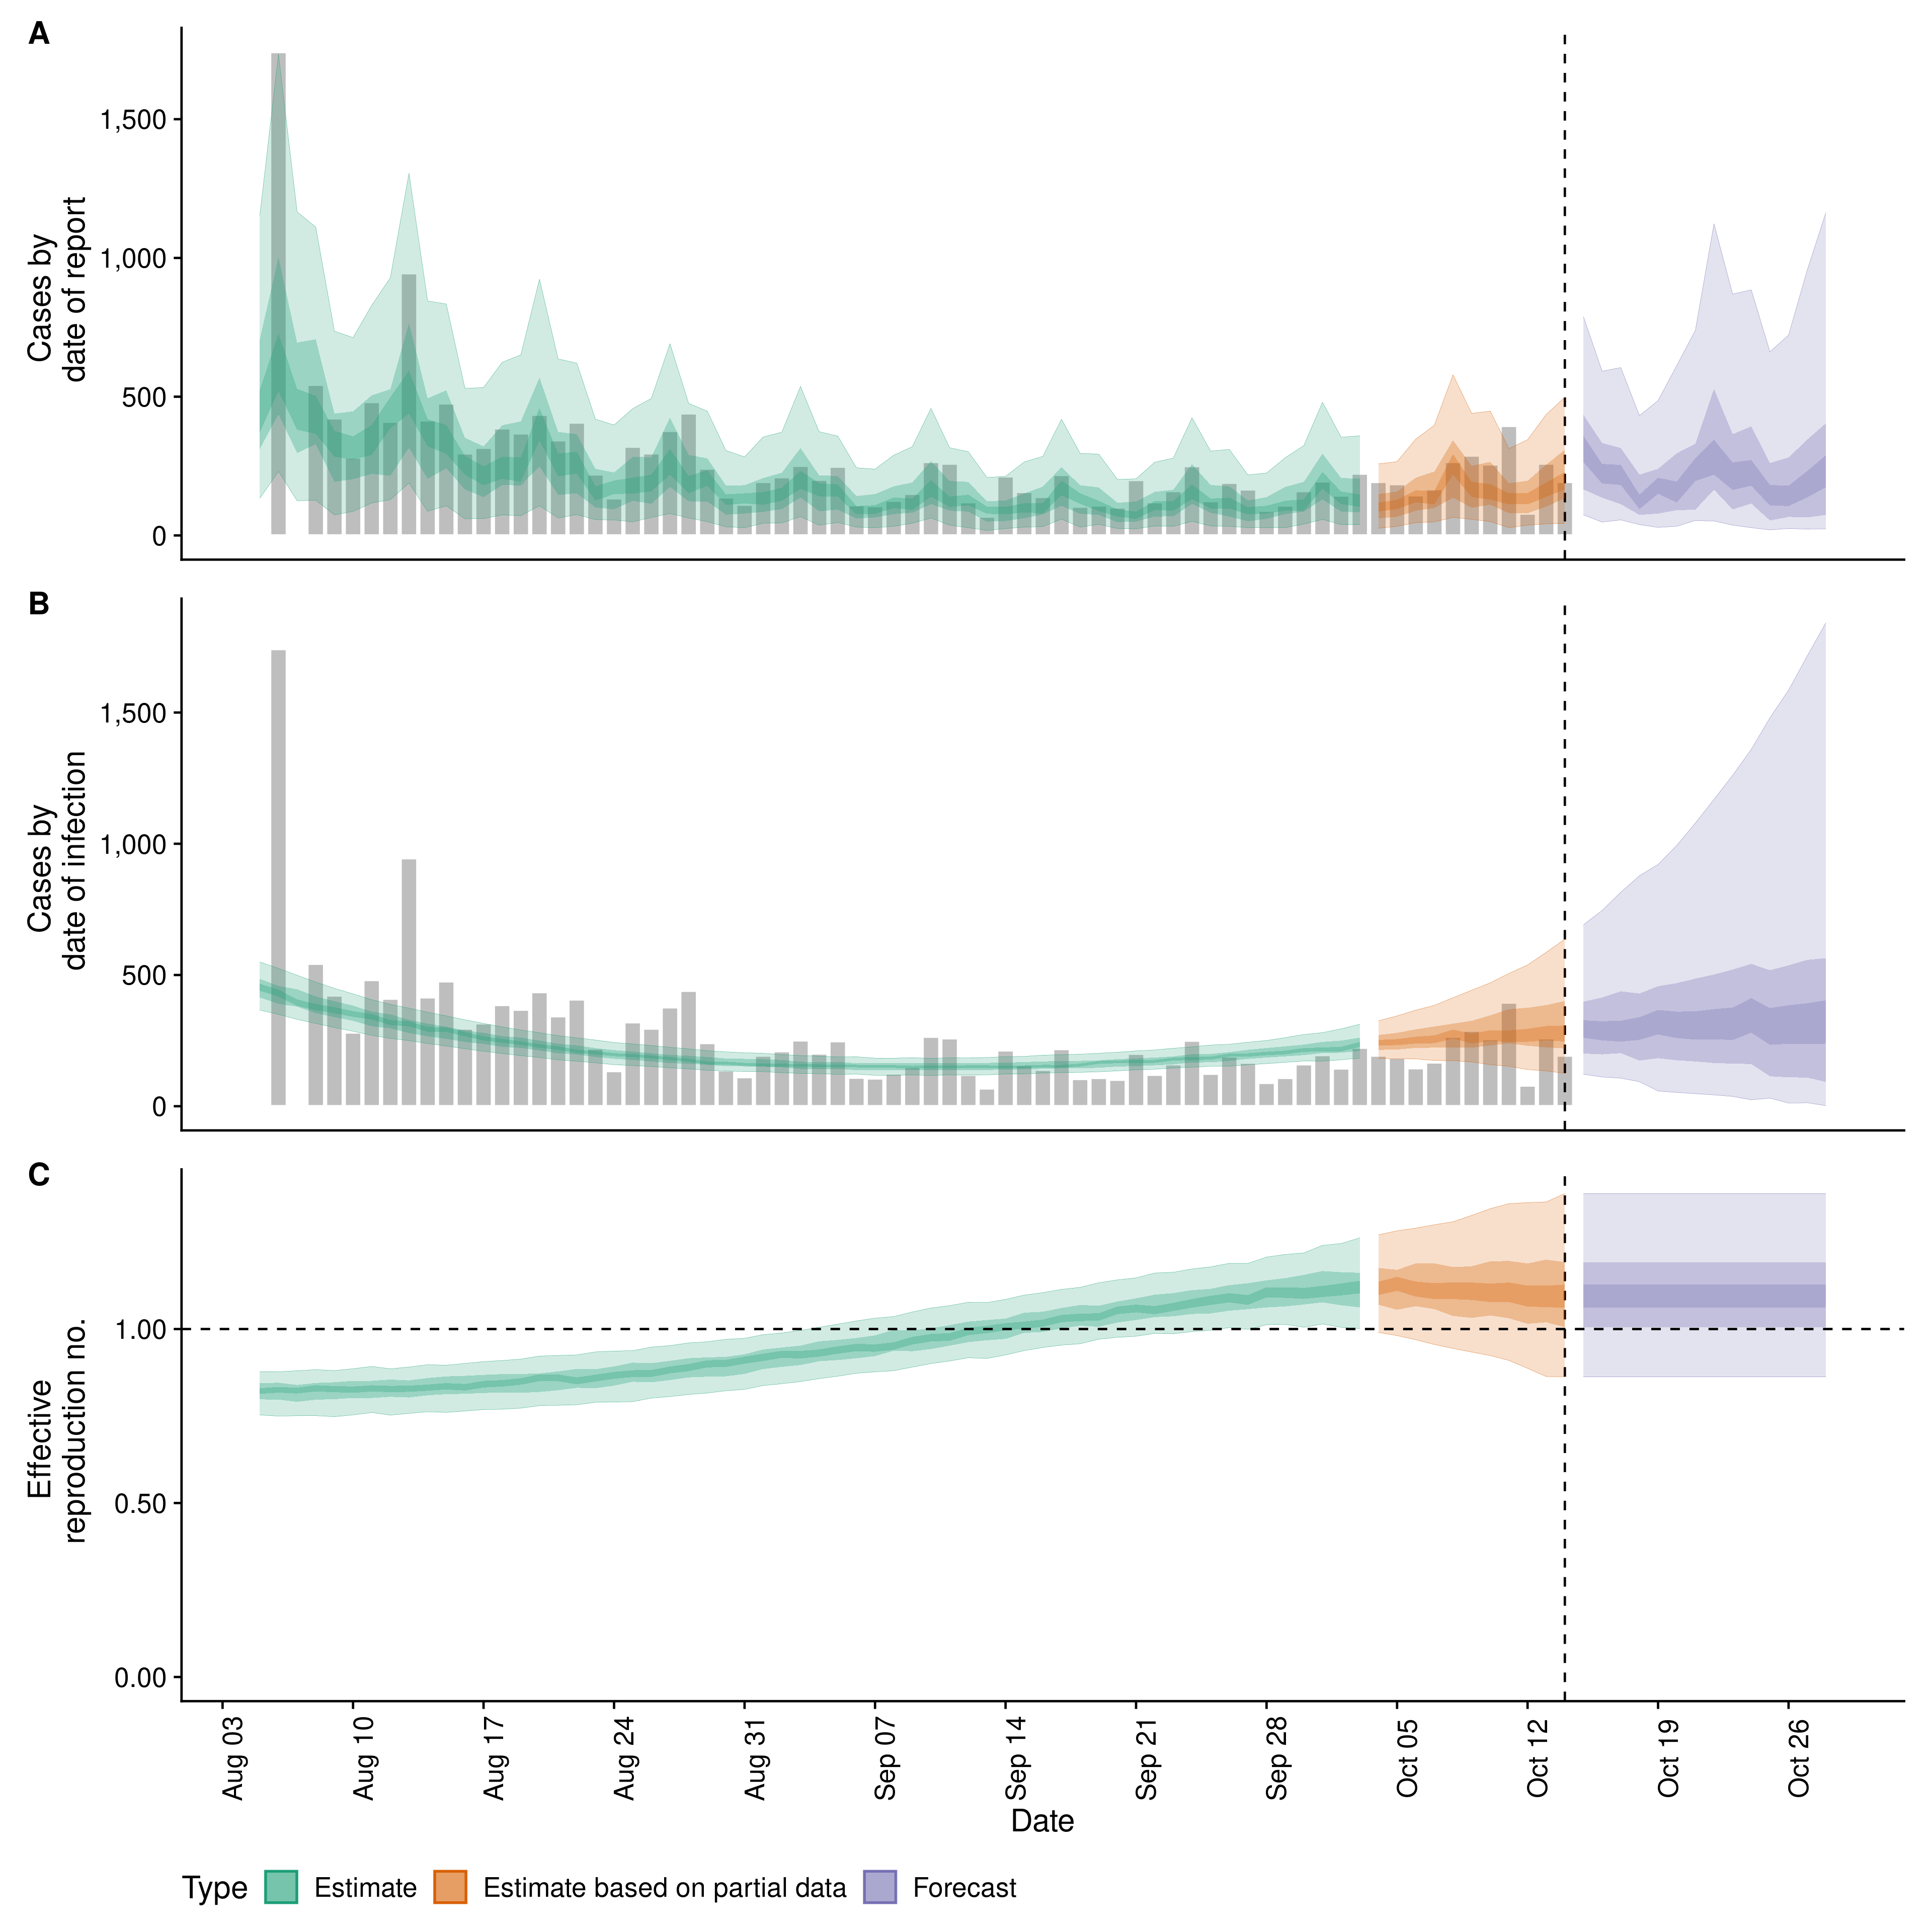 A
Cases by
date of report
1,500
1,000
500
0
B
Cases by
date of infection
1,500
1,000
500
0
C
Effective
reproduction no.
1.00
0.50
0.00
Aug 03
Aug 10
Aug 17
Aug 24
Aug 31
Sep 07
Sep 14
Sep 21
Sep 28
Oct 05
Oct 12
Oct 19
Oct 26
Date
Type Estimate Estimate based on partial data Forecast